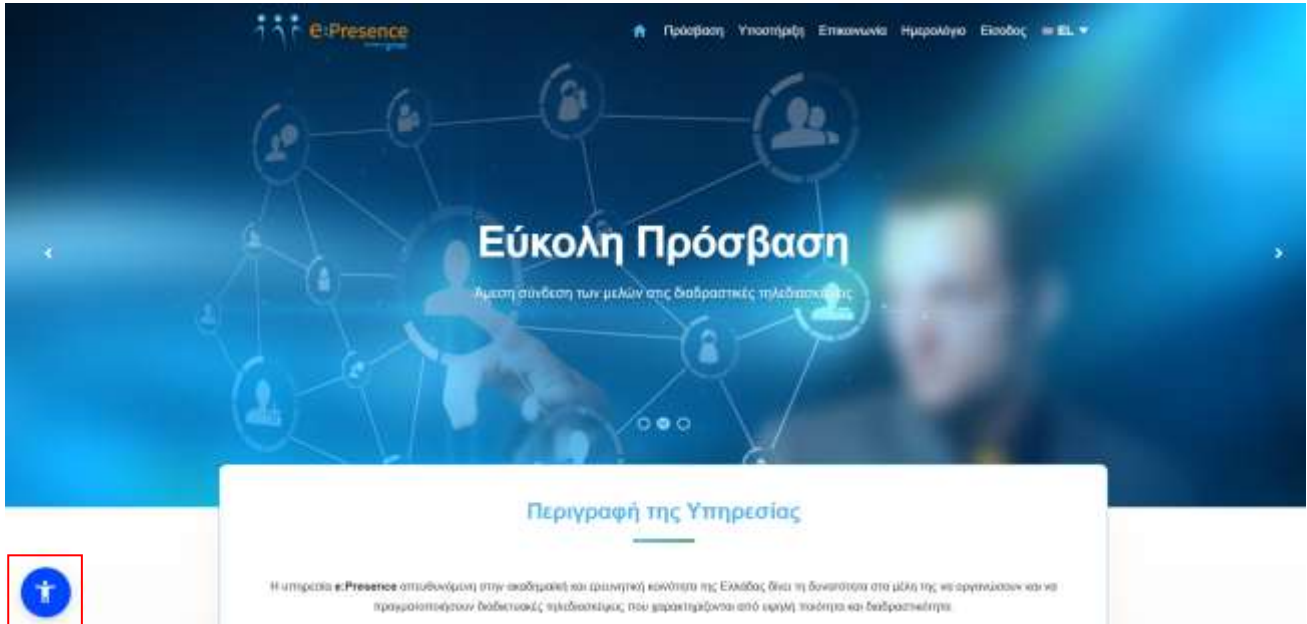 e:Presence
Πρόσβαση Υποστήριξη Επικοινωνία Ημερολόγιο Είσοδος EL
Εύκολη Πρόσβαση
Άμεση σύνδεση των μελών στις διαδραστικές τηλεδιασκέψεις
Περιγραφή της Υπηρεσίας
Η υπηρεσία e:Presence απευθυνόμενη στην ακαδημαϊκή και ερευνητική κοινότητα της Ελλάδας δίνει τη δυνατότητα στα μέλη της να οργανώσουν και να
πραγματοποιήσουν διαδικτυακές τηλεδιασκέψεις που χαρακτηρίζονται από υψηλή ποιότητα και διαδραστικότητα.